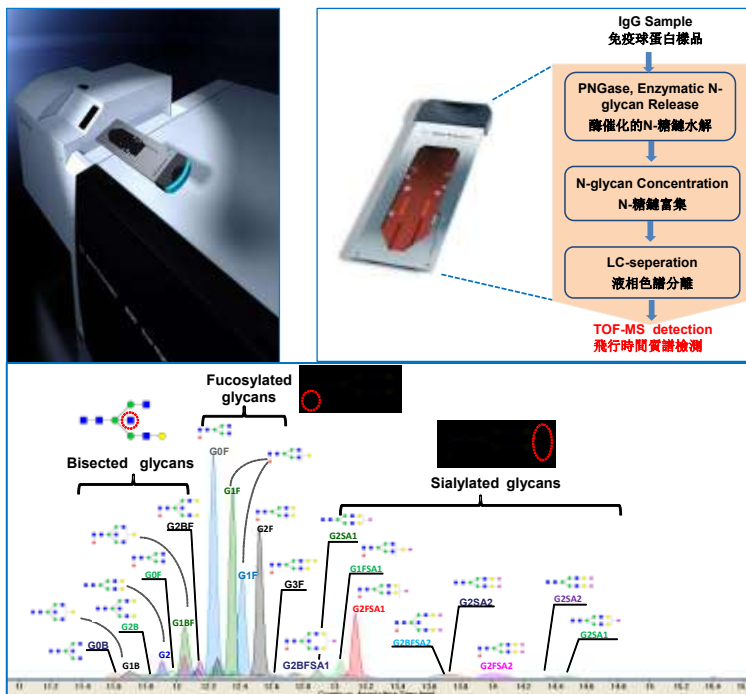 IgG Sample
免疫球蛋白樣品
PNGase, Enzymatic N-
glycan Release
酶催化的N-糖鏈水解
N-glycan Concentration
N-糖鏈富集
LC-seperation
液相色譜分離
TOF-MS detection
飛行時間質譜檢測
Fucosylated
glycans
Bisected glycans
Sialylated glycans
G0F
G1F
G2F
G1F
G3F
G2BF
G0F
G1BF
G2B
G2
G0B
G1B
G2SA1
G1FSA1
G2FSA1
G2BFSA1
G2SA2
G2BFSA2
G2FSA2
G2SA2
G2SA1